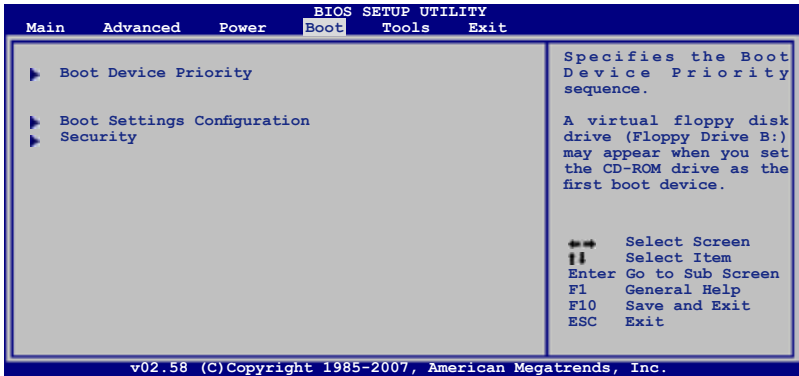 BIOS SETUP UTILITY
Main Advanced Power Boot Tools Exit
Boot Device Priority
Boot Settings Configuration
Security
Specifies the Boot
Device Priority
sequence.
A virtual floppy disk
drive (Floppy Drive B:)
may appear when you set
the CD-ROM drive as the
first boot device.
Select Screen
Select Item
Enter Go to Sub Screen
F1 General Help
F10 Save and Exit
ESC Exit
v02.58 (C)Copyright 1985-2007, American Megatrends, Inc.